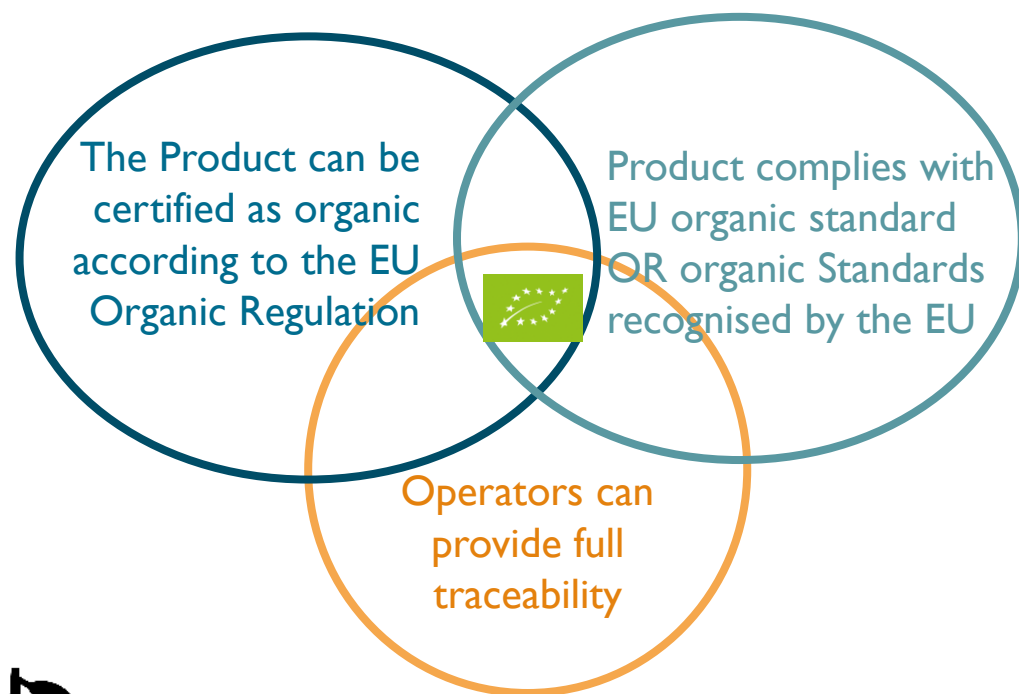 The Product can be
certified as organic
according to the EU
Organic Regulation
Product complies with
EU organic standard
OR organic Standards
recognised by the EU
Operators can
provide full
traceability